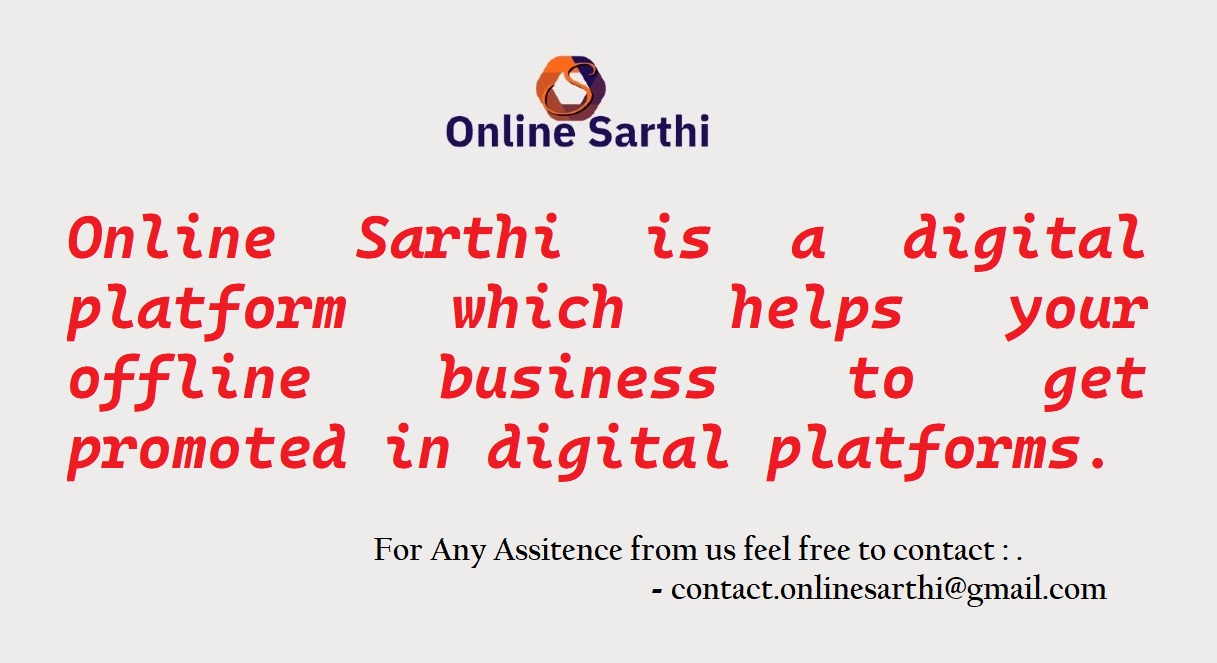 Online Sarthi
Online Sarthi is a digital
platform which helps your
offline business to get
promoted in digital platforms.
For Any Assitence from us feel free to contact : .
- contact.onlinesarthi@gmail.com